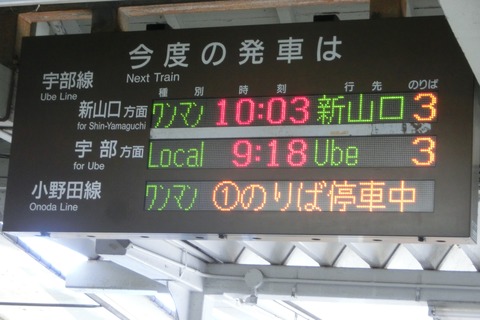 今度の発車は
Next Train
宇部線
Ube Line
種別 時刻 行先 のりば
新山口方面 ワンマン 10:03 新山口 3
for Shin-Yamaguchi
宇部方面 Local 9:18 Ube 3
for Ube
小野田線 ワンマン ①のりば停車中
Onoda Line